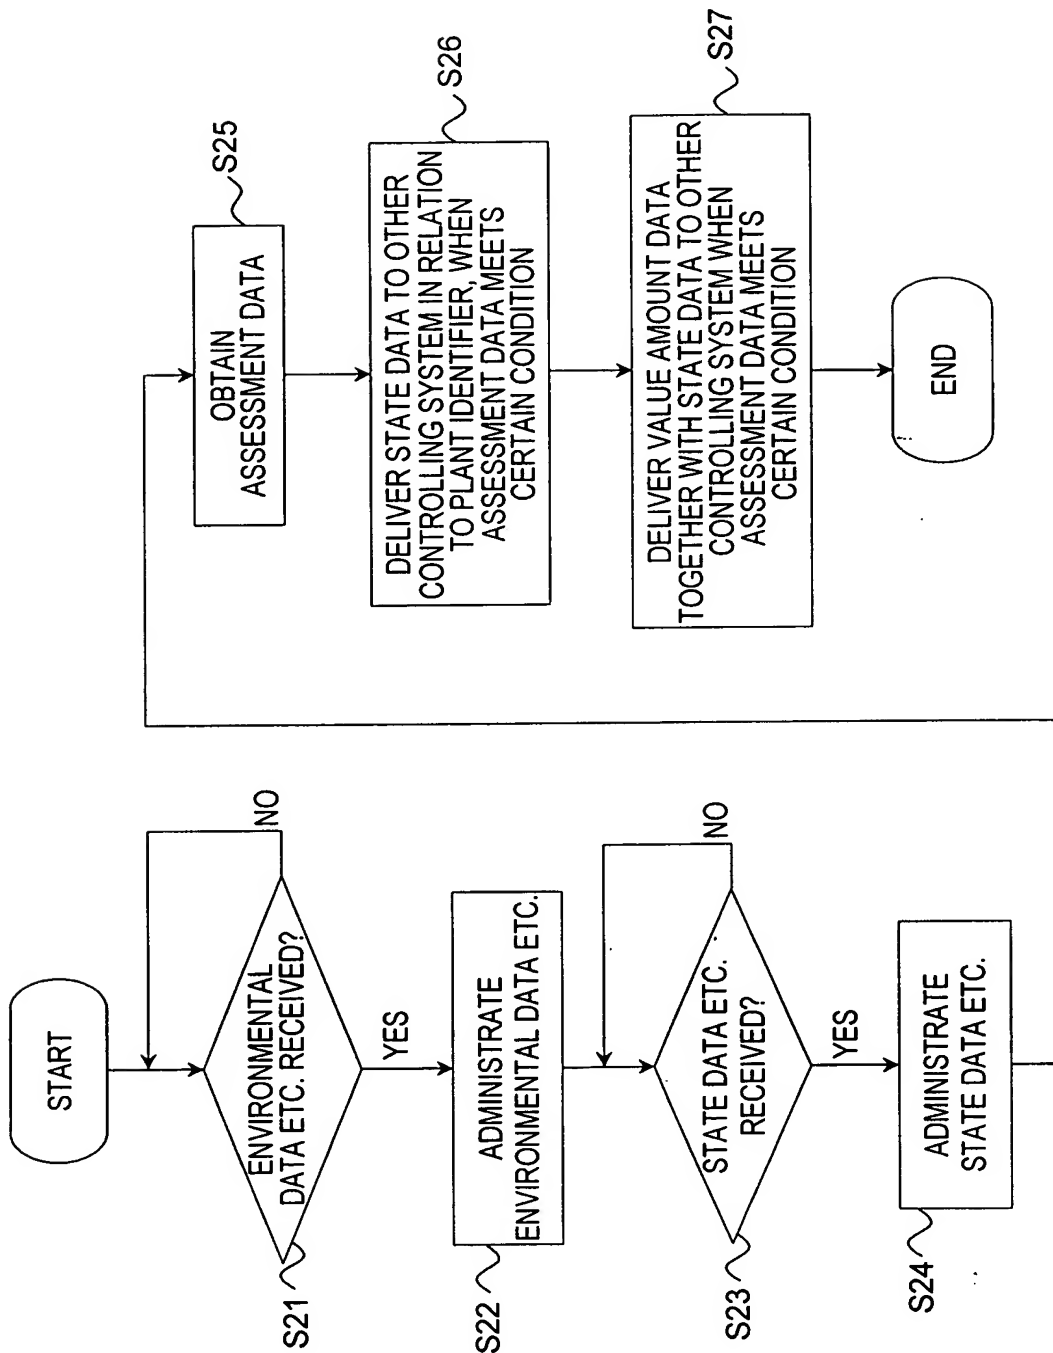 START
ENVIRONMENTAL
DATA ETC. RECEIVED?
NO
S21
YES
ADMINISTRATE
ENVIRONMENTAL DATA ETC.
S22
STATE DATA ETC.
RECEIVED?
NO
S23
YES
ADMINISTRATE
STATE DATA ETC.
S24
OBTAIN
ASSESSMENT DATA
S25
DELIVER STATE DATA TO OTHER
CONTROLLING SYSTEM IN RELATION
TO PLANT IDENTIFIER, WHEN
ASSESSMENT DATA MEETS
CERTAIN CONDITION
S26
DELIVER VALUE AMOUNT DATA
TOGETHER WITH STATE DATA TO OTHER
CONTROLLING SYSTEM WHEN
ASSESSMENT DATA MEETS
CERTAIN CONDITION
S27
END